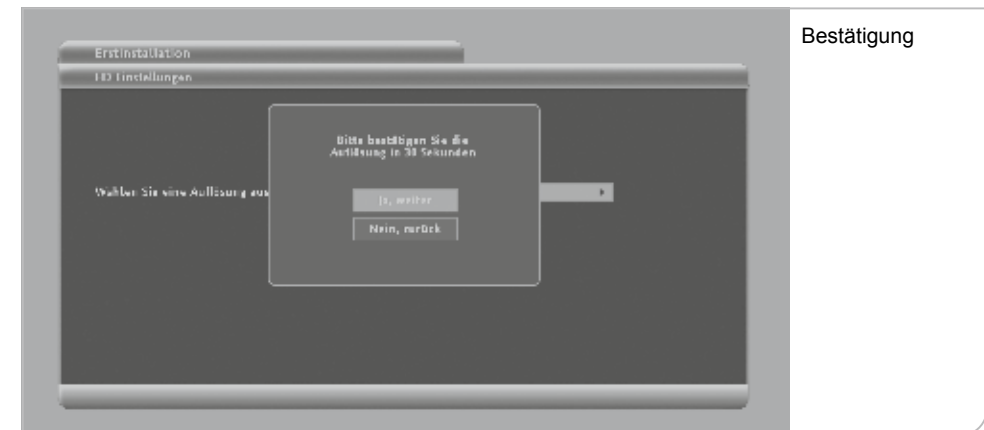 Erstinstallation
HD Einstellungen
Bitte bestätigen Sie die
Auflösung in 30 Sekunden
Wählen Sie eine Auflösung aus
Ja, weiter
Nein, zurück
Bestätigung